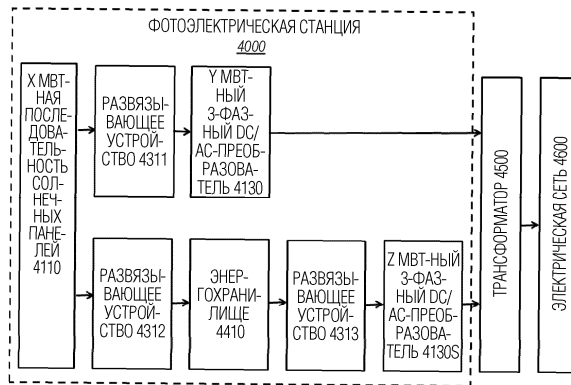 ФОТОЭЛЕКТРИЧЕСКАЯ СТАНЦИЯ
4000
X МВТ-
НАЯ
ПОСЛЕ-
ДОВА-
ТЕЛЬ-
НОСТЬ
СОЛ-
НЕЧ-
НЫХ
ПАНЕ-
ЛЕЙ
4110
РАЗВЯЗЫ-
ВАЮЩЕЕ
УСТРОЙ-
СТВО 4311
Y МВТ-
НЫЙ
3-ФАЗ-
НЫЙ DC/
AC-ПРЕОБ-
РАЗОВА-
ТЕЛЬ 4130
РАЗВЯЗЫ-
ВАЮЩЕЕ
УСТРОЙ-
СТВО 4312
ЭНЕР-
ГОХРАНИ-
ЛИЩЕ
4410
РАЗВЯЗЫ-
ВАЮЩЕЕ
УСТРОЙ-
СТВО 4313
Z МВТ-НЫЙ
3-ФАЗ-
НЫЙ DC/
AC-ПРЕОБ-
РАЗОВА-
ТЕЛЬ 4130S
ТРАНСФОРМАТОР 4500
ЭЛЕКТРИЧЕСКАЯ СЕТЬ 4600